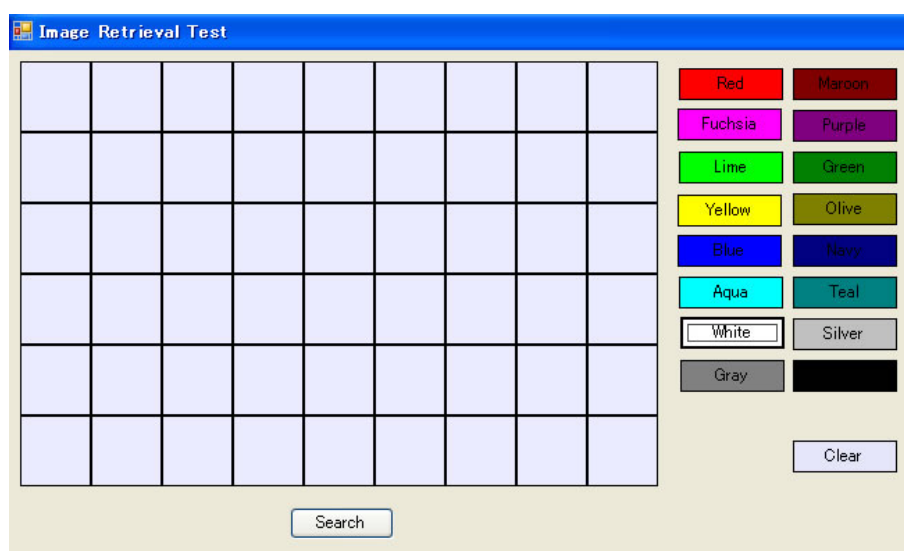 Image Retrieval Test
Red Maroon
Fuchsia Purple
Lime Green
Yellow Olive
Blue Navy
Aqua Teal
White Silver
Gray
Clear
Search